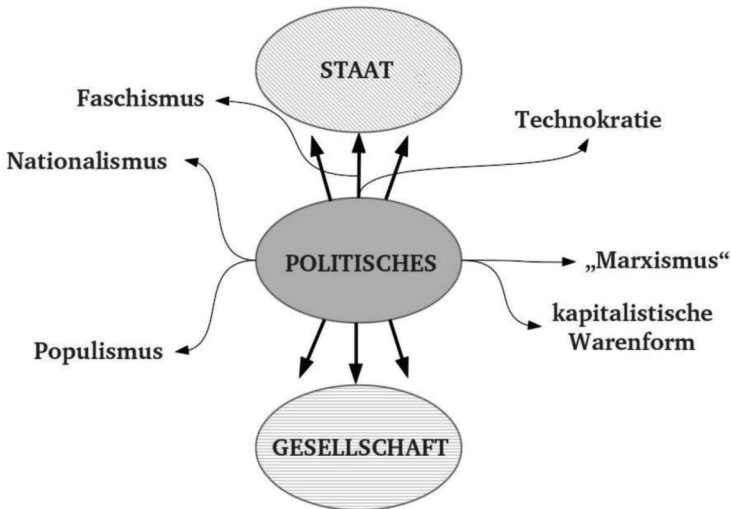 STAAT
Faschismus
Technokratie
Nationalismus
POLITISCHES
„Marxismus“
kapitalistische
Warenform
Populismus
GESELLSCHAFT